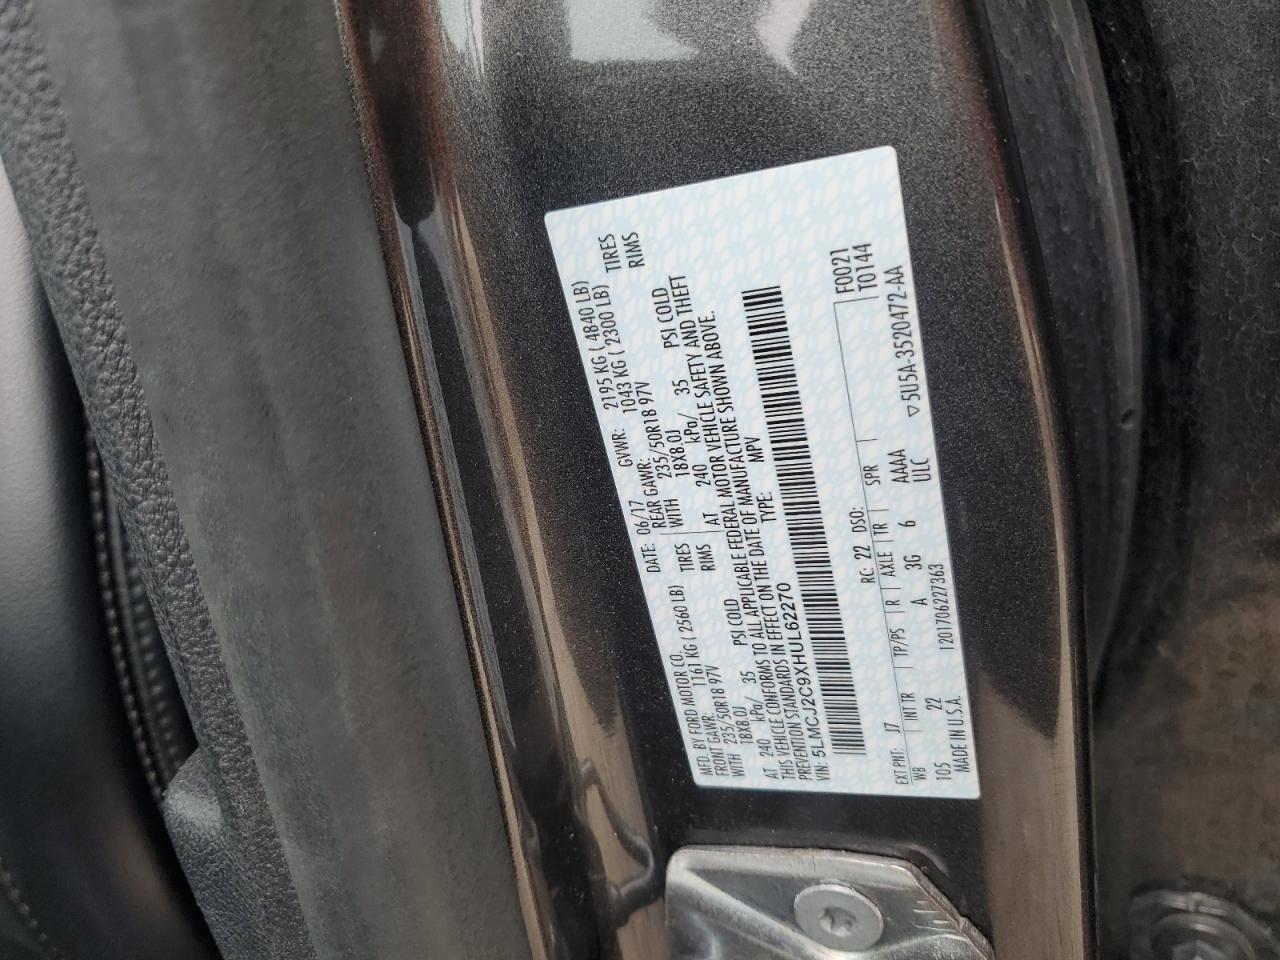 MFD. BY FORD MOTOR CO. DATE: 06/17 GVWR: 2195 KG ( 4840 LB)
FRONT GAWR: 1161 KG ( 2560 LB) REAR GAWR: 1043 KG ( 2300 LB)
WITH 235/50R18 97V TIRES WITH 235/50R18 97V TIRES
18X8.0J RIMS 18X8.0J RIMS
AT 240 kPa/ 35 PSI COLD AT 240 kPa/ 35 PSI COLD
THIS VEHICLE CONFORMS TO ALL APPLICABLE FEDERAL MOTOR VEHICLE SAFETY AND THEFT
PREVENTION STANDARDS IN EFFECT ON THE DATE OF MANUFACTURE SHOWN ABOVE.
VIN: 5LMCJ2C9XHUL62270 TYPE: MPV
F0021
EXT PNT: J7 RC: 22 DSO: T0144
WB INT TR TP/PS R AXLE TR SPR
105 22 A 3G 6 AAAA
ULC
MADE IN U.S.A. 1201706227363 ▽5U5A-3520472-AA